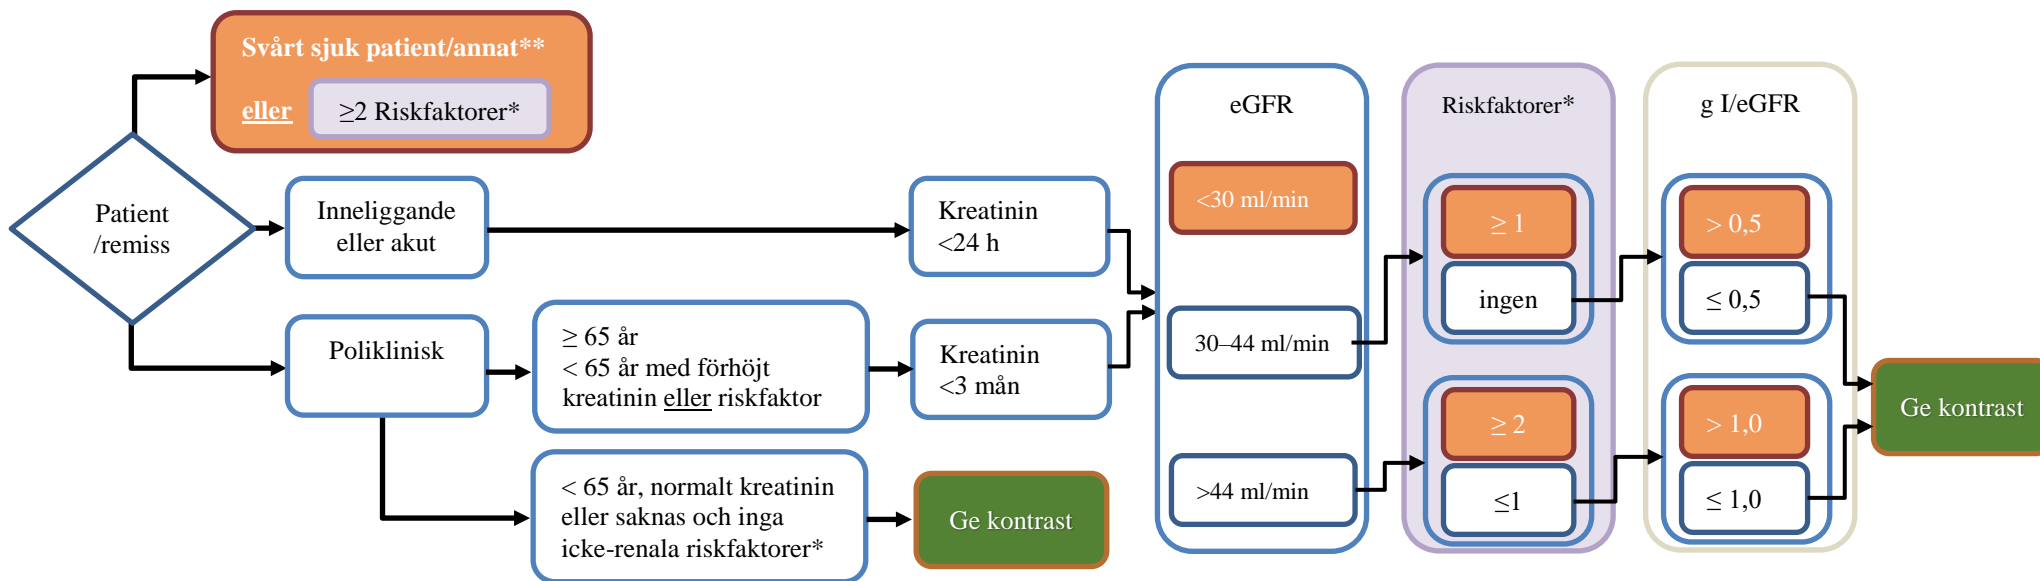 Svårt sjuk patient/annat**
eller
≥2 Riskfaktorer*
Patient
/remiss
Inneliggande
eller akut
Kreatinin
<24 h
Poliklinisk
≥ 65 år
< 65 år med förhöjt
kreatinin eller riskfaktor
Kreatinin
<3 mån
< 65 år, normalt kreatinin
eller saknas och inga
icke-renala riskfaktorer*
Ge kontrast
eGFR
<30 ml/min
30–44 ml/min
>44 ml/min
Riskfaktorer*
≥ 1
ingen
≥ 2
≤1
g I/eGFR
> 0,5
≤ 0,5
> 1,0
≤ 1,0
Ge kontrast